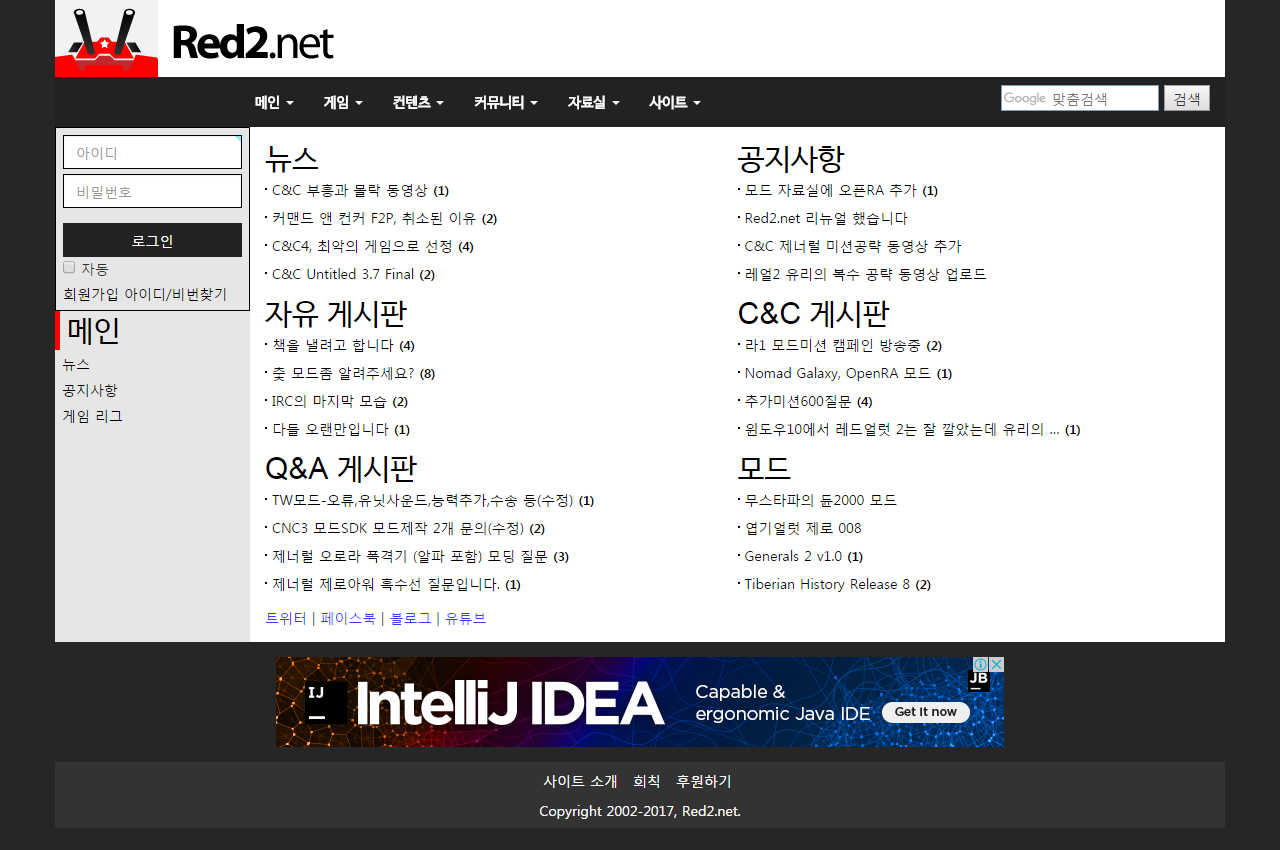 Red2.net
메인 게임 컨텐츠 커뮤니티 자료실 사이트 Google 맞춤검색 검색
아이디
비밀번호
로그인
자동
회원가입 아이디/비번찾기
메인
뉴스
공지사항
게임 리그
뉴스
C&C 부흥과 몰락 동영상 (1)
커맨드 앤 컨커 F2P, 취소된 이유 (2)
C&C4, 최악의 게임으로 선정 (4)
C&C Untitled 3.7 Final (2)
공지사항
모드 자료실에 오픈RA 추가 (1)
Red2.net 리뉴얼 했습니다
C&C 제너럴 미션공략 동영상 추가
레얼2 유리의 복수 공략 동영상 업로드
자유 게시판
책을 낼려고 합니다 (4)
춫 모드좀 알려주세요? (8)
IRC의 마지막 모습 (2)
다들 오랜만입니다 (1)
C&C 게시판
라1 모드미션 캠페인 방송중 (2)
Nomad Galaxy, OpenRA 모드 (1)
추가미션600질문 (4)
윈도우10에서 레드얼럿 2는 잘 깔았는데 유리의 ... (1)
Q&A 게시판
TW모드-오류,유닛사운드,능력추가,수송 등(수정) (1)
CNC3 모드SDK 모드제작 2개 문의(수정) (2)
제너럴 오로라 폭격기 (알파 포함) 모딩 질문 (3)
제너럴 제로아워 흑수선 질문입니다. (1)
모드
무스타파의 듄2000 모드
엽기얼럿 제로 008
Generals 2 v1.0 (1)
Tiberian History Release 8 (2)
트위터 | 페이스북 | 블로그 | 유튜브
IJ
IntelliJ IDEA
Capable &
ergonomic Java IDE
Get it now
JB
사이트 소개 회칙 후원하기
Copyright 2002-2017, Red2.net.